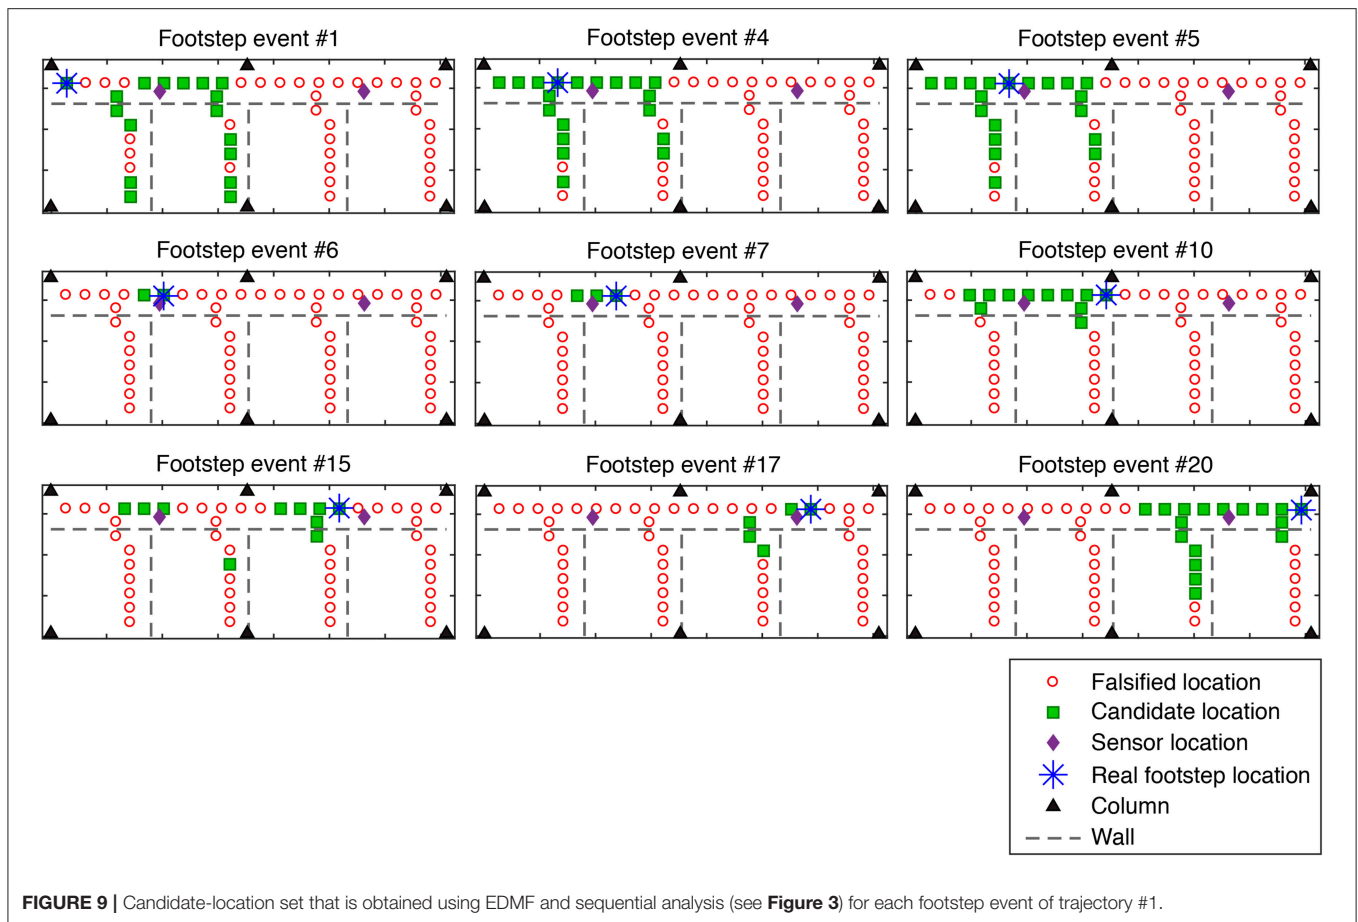 Footstep event #1
Footstep event #4
Footstep event #5
Footstep event #6
Footstep event #7
Footstep event #10
Footstep event #15
Footstep event #17
Footstep event #20
Falsified location
Candidate location
Sensor location
Real footstep location
Column
Wall
FIGURE 9 | Candidate-location set that is obtained using EDMF and sequential analysis (see Figure 3) for each footstep event of trajectory #1.